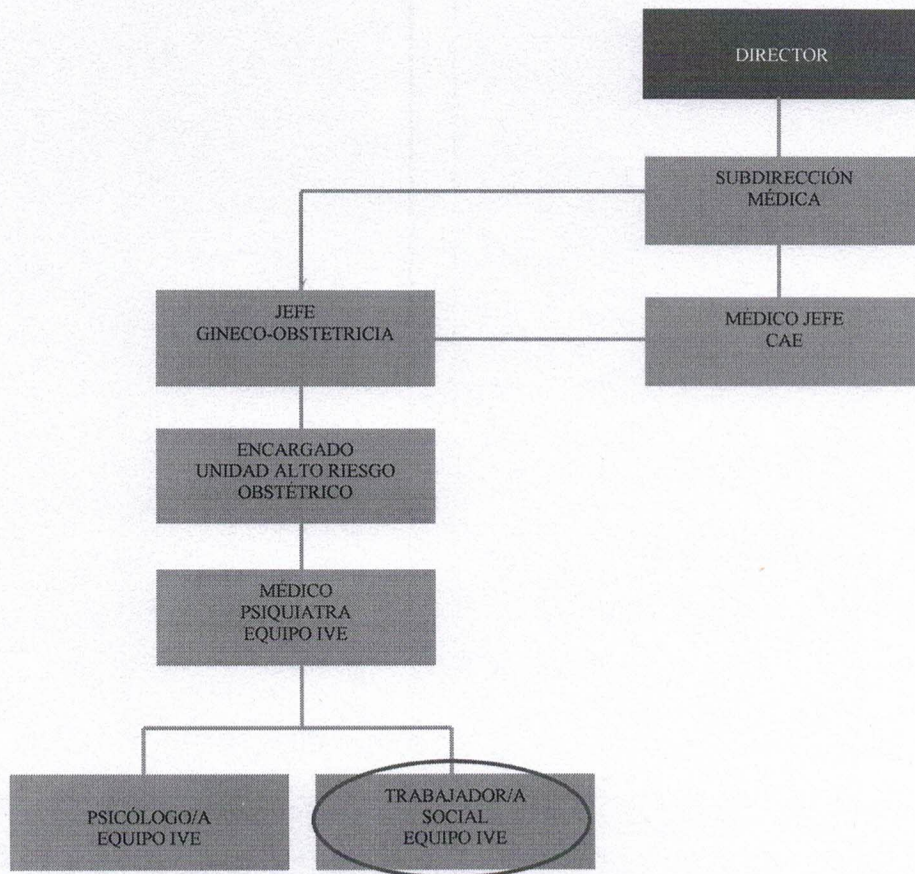 DIRECTOR
SUBDIRECCIÓN
MÉDICA
JEFE
GINECO-OBSTETRICIA
MÉDICO JEFE
CAE
ENCARGADO
UNIDAD ALTO RIESGO
OBSTÉTRICO
MÉDICO
PSIQUIATRA
EQUIPO IVE
PSICÓLOGO/A
EQUIPO IVE
TRABAJADOR/A
SOCIAL
EQUIPO IVE